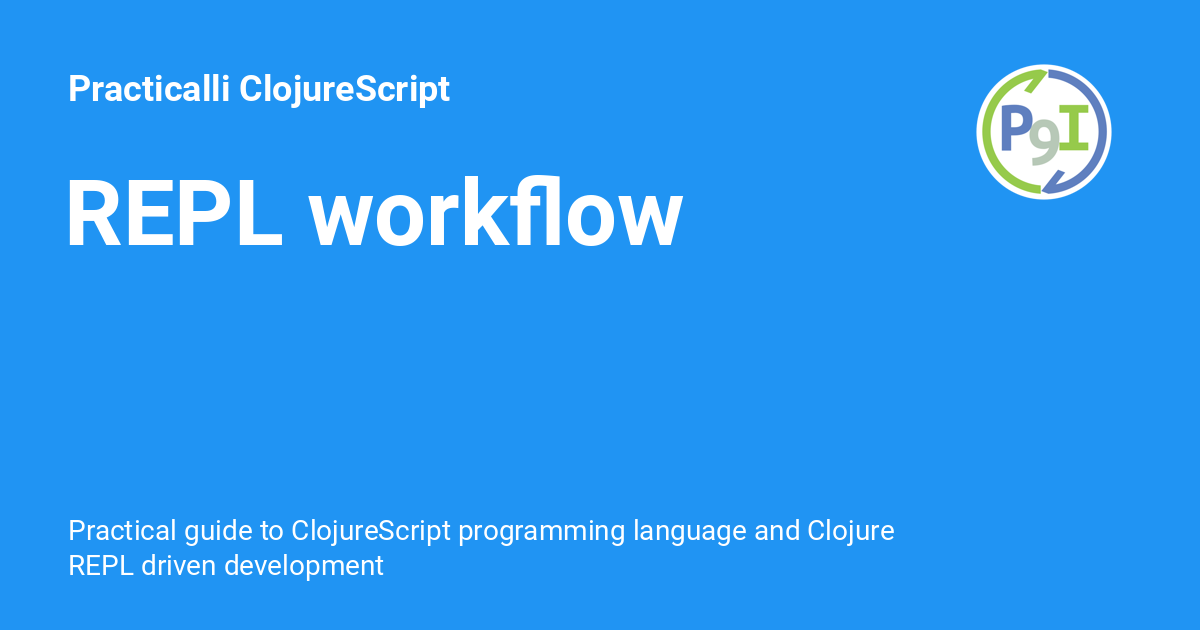 Practicalli ClojureScript
P9I
REPL workflow
Practical guide to ClojureScript programming language and Clojure
REPL driven development